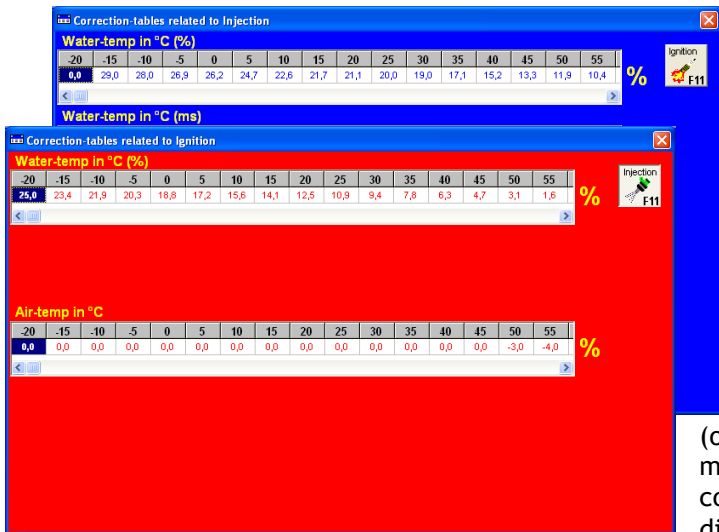 Correction-tables related to Injection
Water-temp in °C (%)
-20 -15 -10 -5 0 5 10 15 20 25 30 35 40 45 50 55
0,0 29,0 28,0 26,9 26,2 24,7 22,6 21,7 21,1 20,0 19,0 17,1 15,2 13,3 11,9 10,4
%
Ignition
F11
Water-temp in °C (ms)
Correction-tables related to Ignition
Water-temp in °C (%)
-20 -15 -10 -5 0 5 10 15 20 25 30 35 40 45 50 55
25,0 23,4 21,9 20,3 18,8 17,2 15,6 14,1 12,5 10,9 9,4 7,8 6,3 4,7 3,1 1,6
%
Injection
F11
Air-temp in °C
-20 -15 -10 -5 0 5 10 15 20 25 30 35 40 45 50 55
0,0 0,0 0,0 0,0 0,0 0,0 0,0 0,0 0,0 0,0 0,0 0,0 0,0 0,0 -3,0 -4,0
%